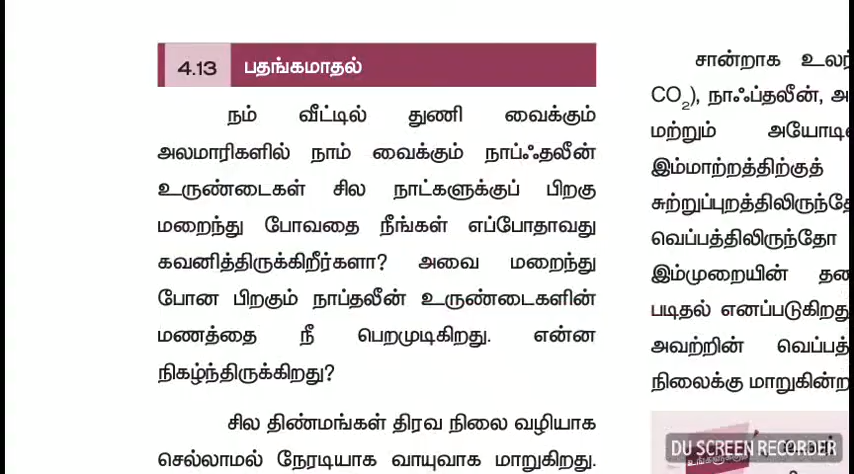 4.13 பதங்கமாதல்
நம் வீட்டில் துணி வைக்கும்
அலமாரிகளில் நாம் வைக்கும் நாப்ஃதலீன்
உருண்டைகள் சில நாட்களுக்குப் பிறகு
மறைந்து போவதை நீங்கள் எப்போதாவது
கவனித்திருக்கிறீர்களா? அவை மறைந்து
போன பிறகும் நாப்தலீன் உருண்டைகளின்
மணத்தை நீ பெறமுடிகிறது. என்ன
நிகழ்ந்திருக்கிறது?
சில திண்மங்கள் திரவ நிலை வழியாக
செல்லாமல் நேரடியாக வாயுவாக மாறுகிறது.
சான்றாக
CO₂), நாஃப்தலீன்,
மற்றும்
இம்மாற்றத்திற்குத்
வெப்பத்திலிருந்தோ
இம்முறையின்
படிதல் எனப்படுகிறது
அவற்றின்
நிலைக்கு
DU SCREEN RECORDER